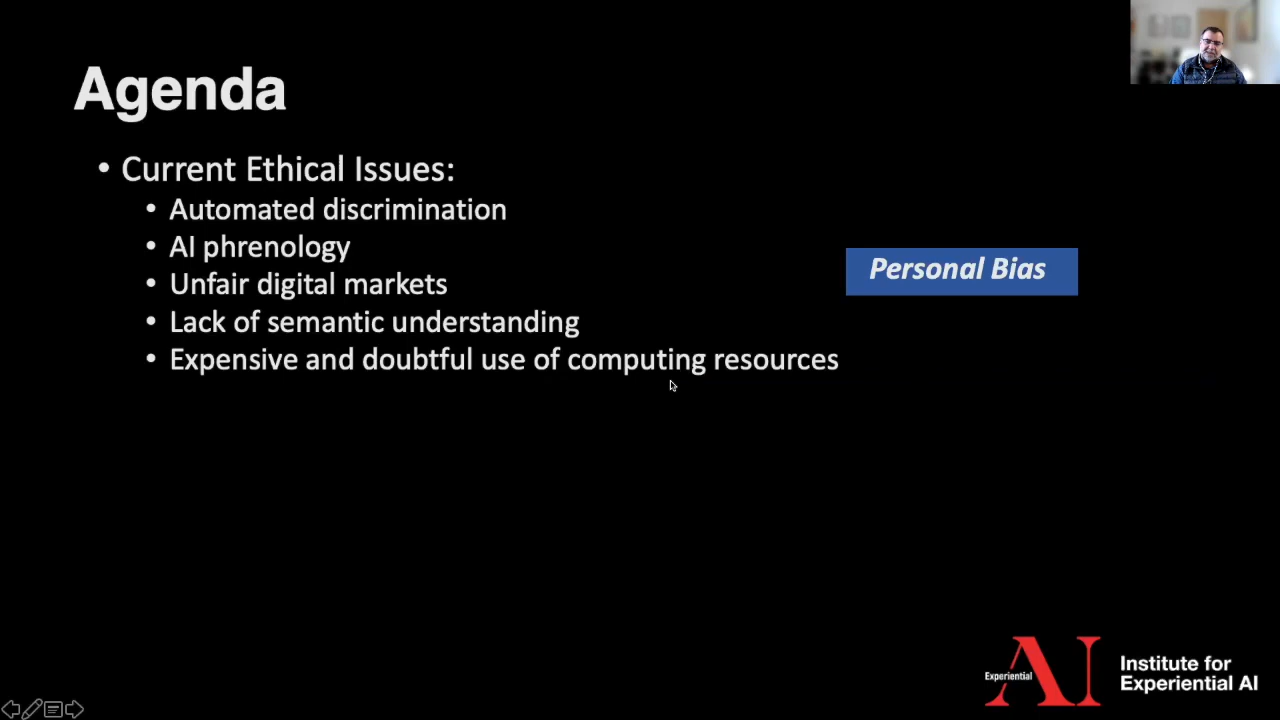 Agenda
• Current Ethical Issues:
• Automated discrimination
• AI phrenology
• Unfair digital markets
• Lack of semantic understanding
• Expensive and doubtful use of computing resources
Personal Bias
Experiential AI
Institute for
Experiential AI